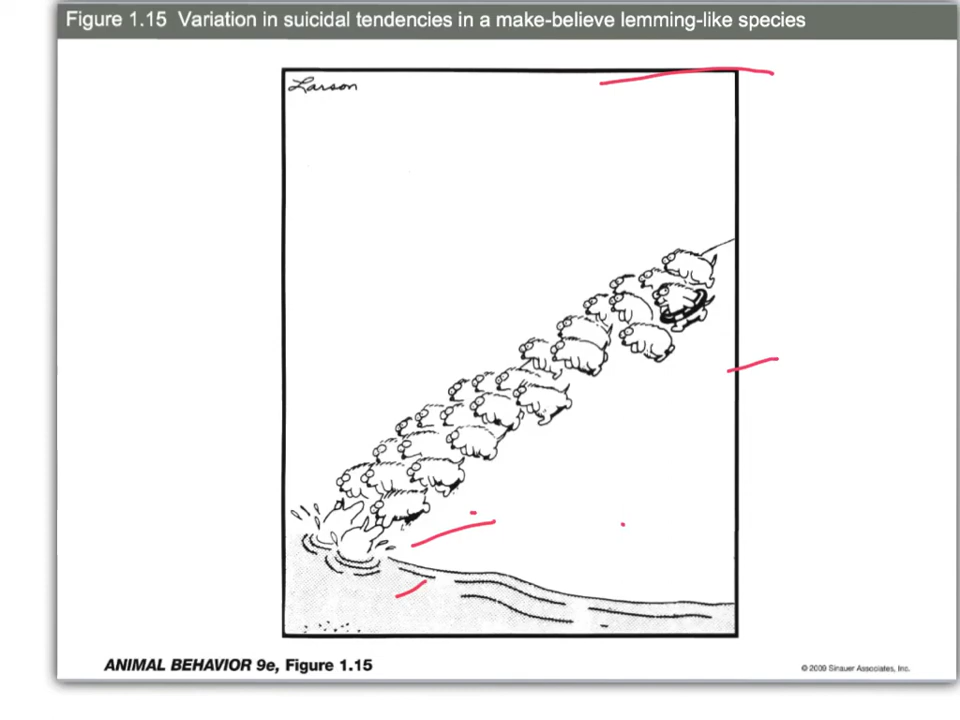 Figure 1.15 Variation in suicidal tendencies in a make-believe lemming-like species
Larson
ANIMAL BEHAVIOR 9e, Figure 1.15
© 2009 Sinauer Associates, Inc.